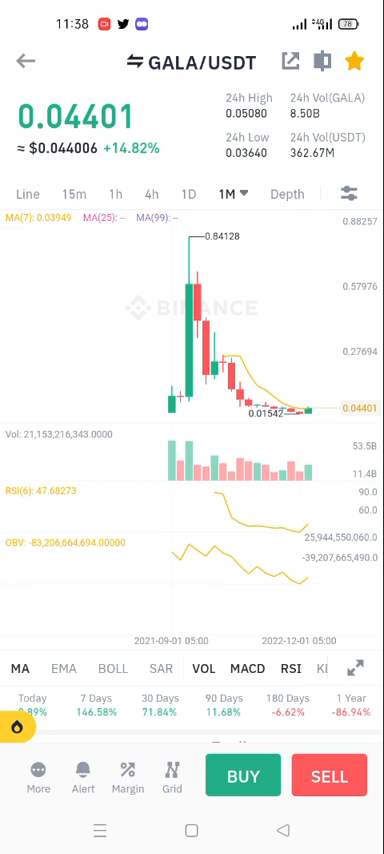 11:38 4G 78
GALA/USDT
0.04401
≈ $0.044006 +14.82%
24h High 24h Vol(GALA)
0.05080 8.50B
24h Low 24h Vol(USDT)
0.03640 362.67M
Line 15m 1h 4h 1D 1M Depth
MA(7): 0.03949 MA(25): -- MA(99): --
0.88257
0.84128
0.57976
BINANCE
0.27694
0.04401
0.01542
Vol: 21,153,216,343.0000
53.5B
11.4B
RSI(6): 47.68273
90.0
60.0
OBV: -83,206,664,694.00000
25,944,550,060.0
-39,207,665,490.0
2021-09-01 05:00 2022-12-01 05:00
MA EMA BOLL SAR VOL MACD RSI
Today 7 Days 30 Days 90 Days 180 Days 1 Year
.89% 146.58% 71.84% 11.68% -6.62% -86.94%
More Alert Margin Grid BUY SELL